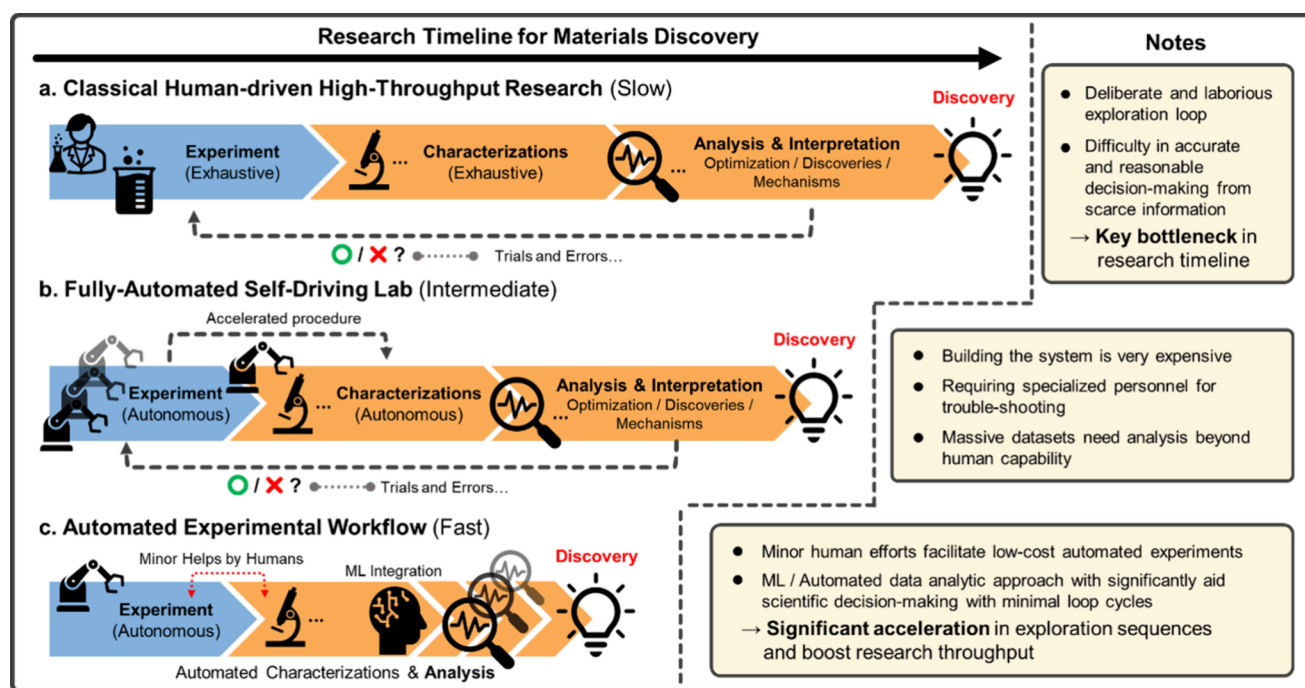 Research Timeline for Materials Discovery
Notes
a. Classical Human-driven High-Throughput Research (Slow)
Discovery
Experiment
(Exhaustive)
...
Characterizations
(Exhaustive)
...
Analysis & Interpretation
Optimization / Discoveries /
Mechanisms
O / X ?
Trials and Errors...
● Deliberate and laborious
exploration loop
● Difficulty in accurate
and reasonable
decision-making from
scarce information
→ Key bottleneck in
research timeline
b. Fully-Automated Self-Driving Lab (Intermediate)
Accelerated procedure
Discovery
Experiment
(Autonomous)
...
Characterizations
(Autonomous)
...
Analysis & Interpretation
Optimization / Discoveries /
Mechanisms
O / X ?
Trials and Errors...
● Building the system is very expensive
● Requiring specialized personnel for
trouble-shooting
● Massive datasets need analysis beyond
human capability
c. Automated Experimental Workflow (Fast)
Minor Helps by Humans
ML Integration
Discovery
Experiment
(Autonomous)
...
Automated Characterizations & Analysis
● Minor human efforts facilitate low-cost automated experiments
● ML / Automated data analytic approach with significantly aid
scientific decision-making with minimal loop cycles
→ Significant acceleration in exploration sequences
and boost research throughput